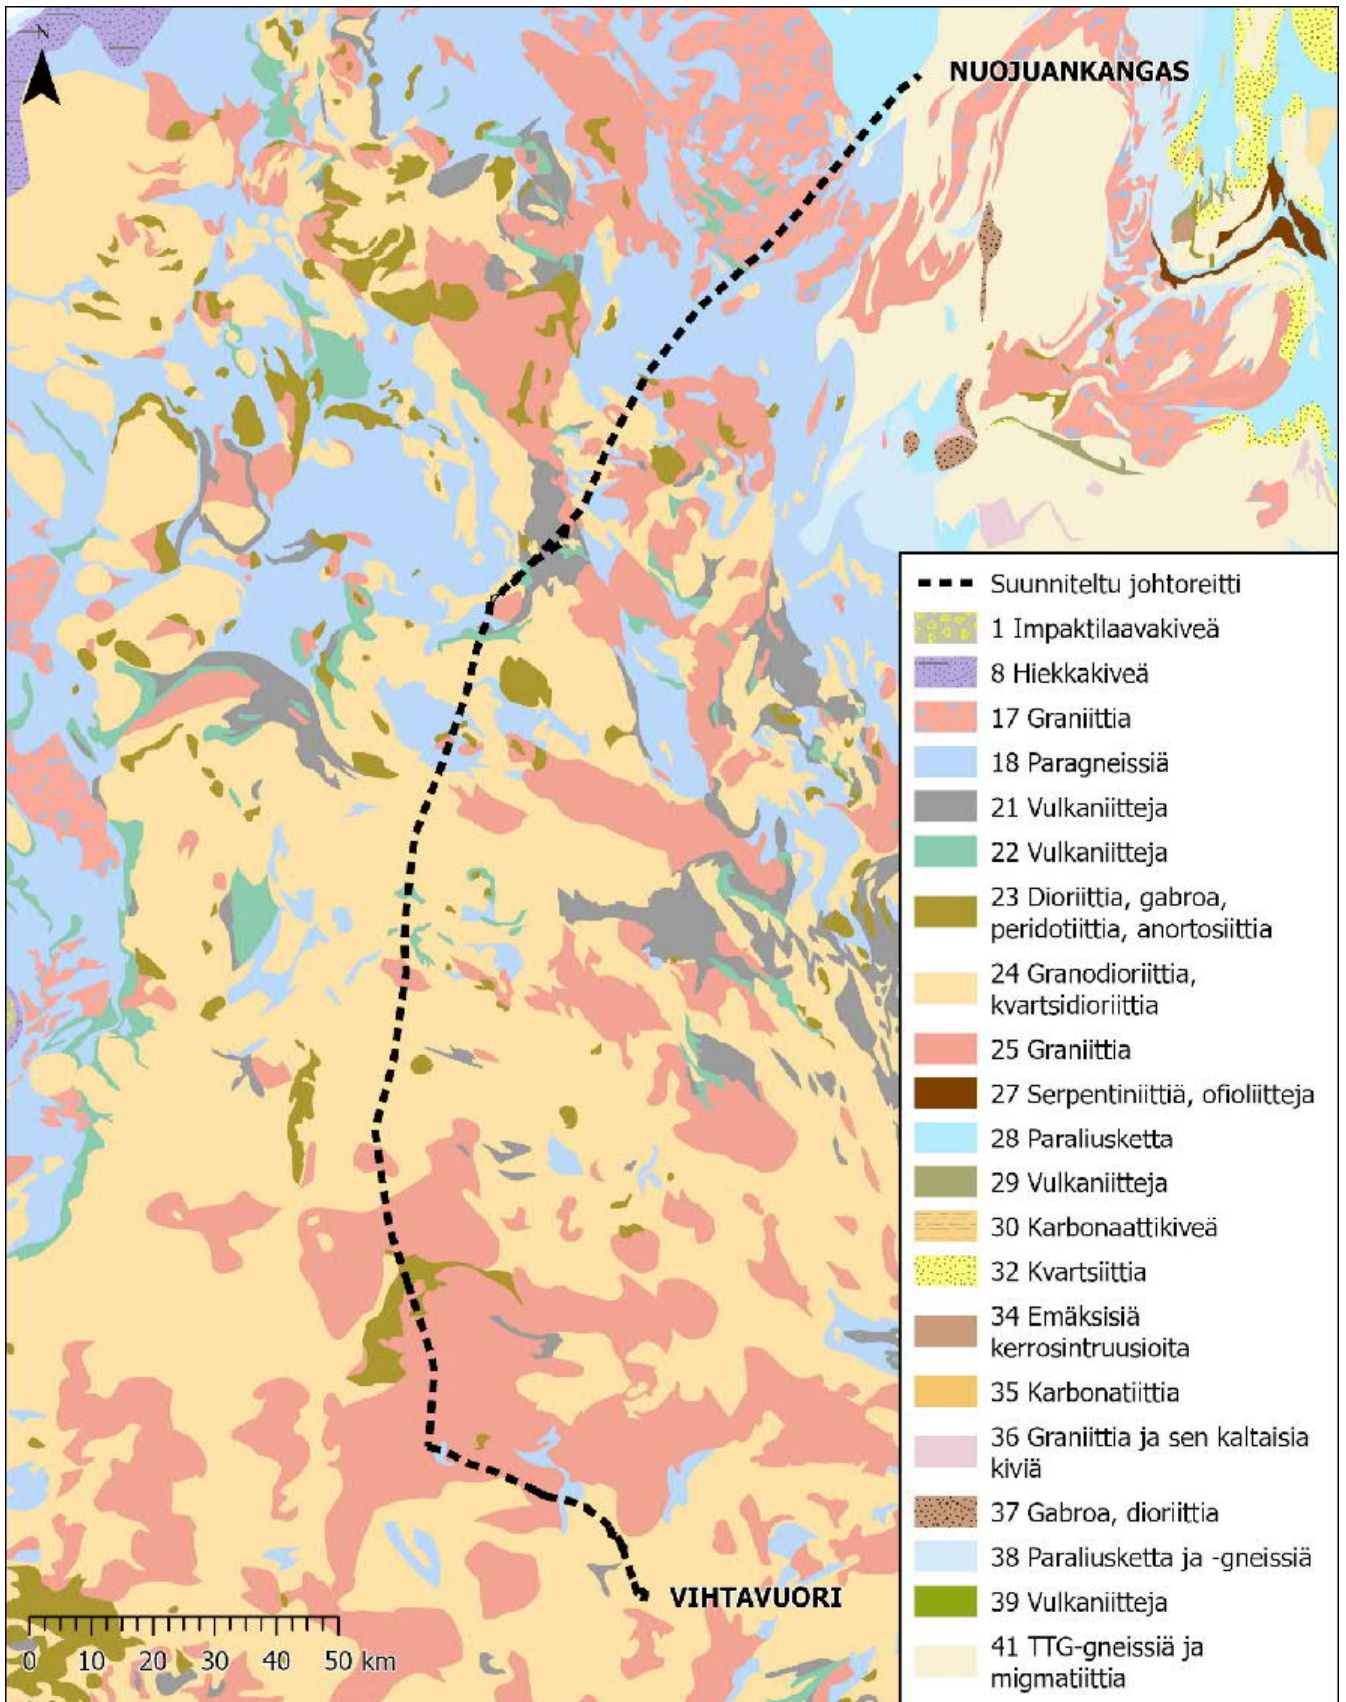 N
NUOJUANKANGAS
Suunniteltu johtoreitti
1 Impaktilaavakiveä
8 Hiekkakiveä
17 Graniittia
18 Paragneissiä
21 Vulkaniitteja
22 Vulkaniitteja
23 Dioriittia, gabroa,
peridotiittia, anortosiittia
24 Granodioriittia,
kvartsidioriittia
25 Graniittia
27 Serpentiniittiä, ofioliitteja
28 Paraliusketta
29 Vulkaniitteja
30 Karbonaattikiveä
32 Kvartsiittia
34 Emäksisiä
kerrosintruusioita
35 Karbonatiittia
36 Graniittia ja sen kaltaisia
kiviä
37 Gabroa, dioriittia
38 Paraliusketta ja -gneissiä
39 Vulkaniitteja
41 TTG-gneissiä ja
migmatiittia
VIHTAVUORI
0 10 20 30 40 50 km